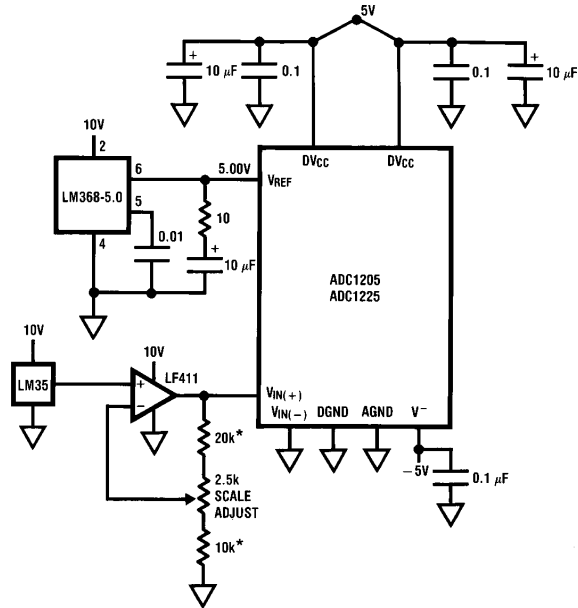 5V
+
10 µF
0.1
0.1
+
10 µF
10V
2
DVCC
DVCC
LM368-5.0
6
5.00V
VREF
5
10
4
0.01
+
10 µF
ADC1205
ADC1225
10V
10V
LF411
LM35
+
−
VIN(+)
VIN(−)
DGND
AGND
V−
20k*
−5V
0.1 µF
2.5k
SCALE
ADJUST
10k*